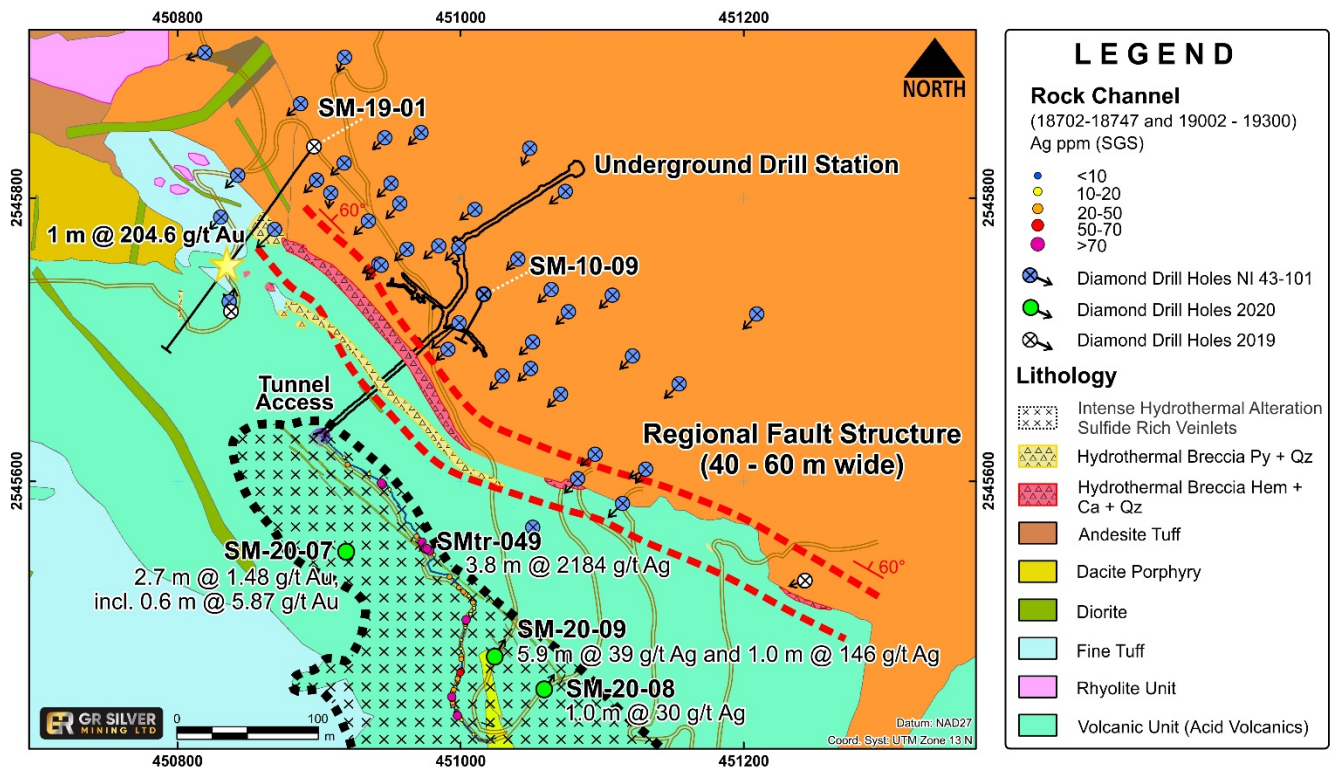 450800
451000
451200
SM-19-01
NORTH
Underground Drill Station
2545800
2545800
60°
1 m @ 204.6 g/t Au
SM-10-09
Tunnel
Access
Regional Fault Structure
(40 - 60 m wide)
2545600
2545600
SM-20-07
2.7 m @ 1.48 g/t Au,
incl. 0.6 m @ 5.87 g/t Au
SMtr-049
3.8 m @ 2184 g/t Ag
60°
SM-20-09
5.9 m @ 39 g/t Ag and 1.0 m @ 146 g/t Ag
SM-20-08
1.0 m @ 30 g/t Ag
GR SILVER
MINING LTD
0
100
m
Datum: NAD27
Coord. Syst: UTM Zone 13 N
450800
451000
451200
LEGEND
Rock Channel
(18702-18747 and 19002 - 19300)
Ag ppm (SGS)
<10
10-20
20-50
50-70
>70
Diamond Drill Holes NI 43-101
Diamond Drill Holes 2020
Diamond Drill Holes 2019
Lithology
Intense Hydrothermal Alteration
Sulfide Rich Veinlets
Hydrothermal Breccia Py + Qz
Hydrothermal Breccia Hem +
Ca + Qz
Andesite Tuff
Dacite Porphyry
Diorite
Fine Tuff
Rhyolite Unit
Volcanic Unit (Acid Volcanics)